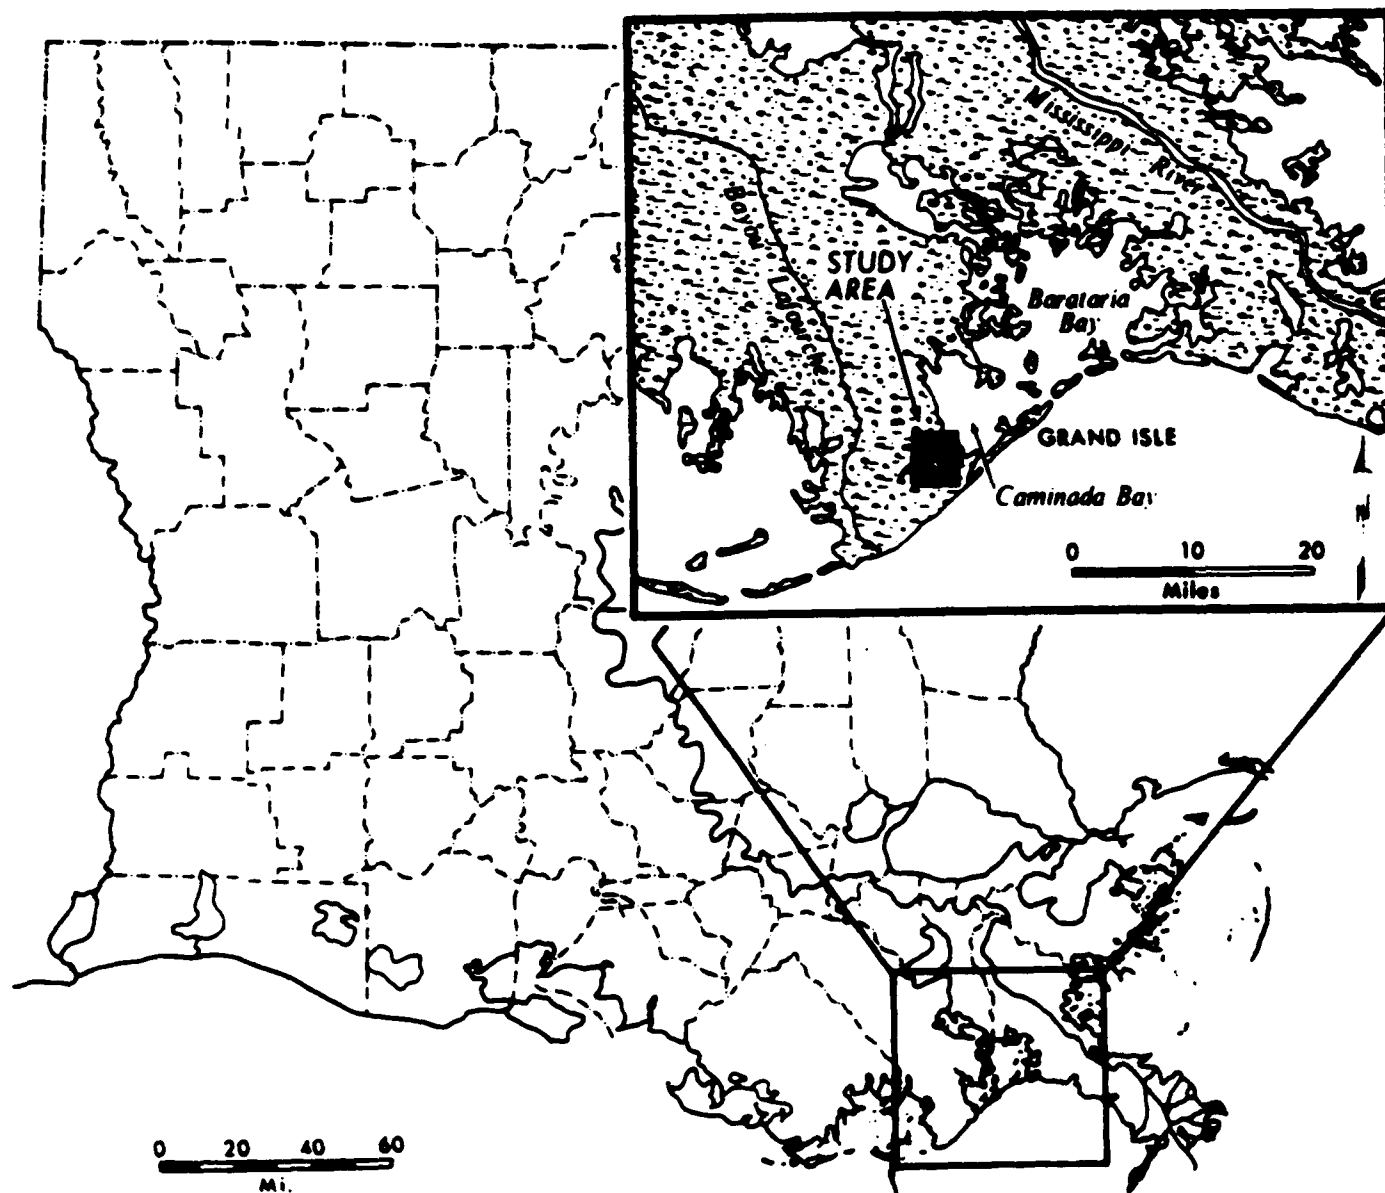 Mississippi
River
Bayou
Lafourche
STUDY
AREA
Barataria
Bay
GRAND ISLE
Caminada Bay
N
0 10 20
Miles
0 20 40 60
Mi.